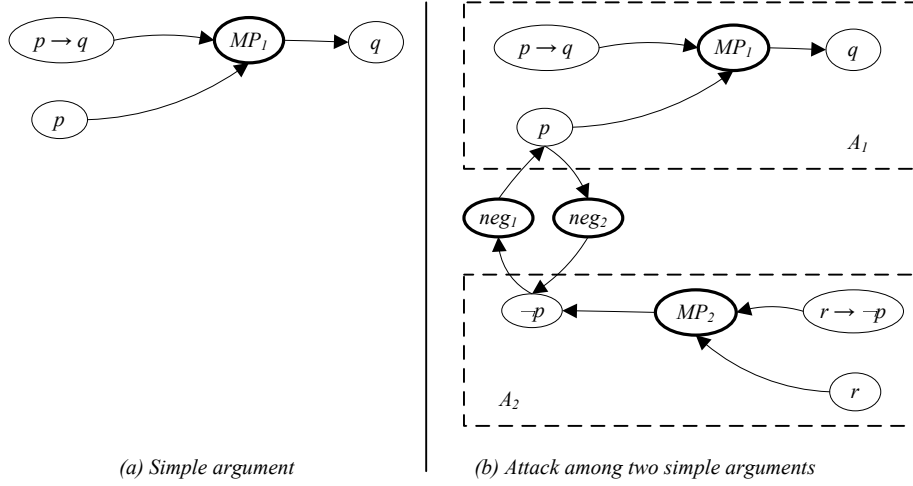 p → q
MP1
q
p
(a) Simple argument
p → q
MP1
q
p
A1
neg1
neg2
¬p
MP2
r → ¬p
r
A2
(b) Attack among two simple arguments